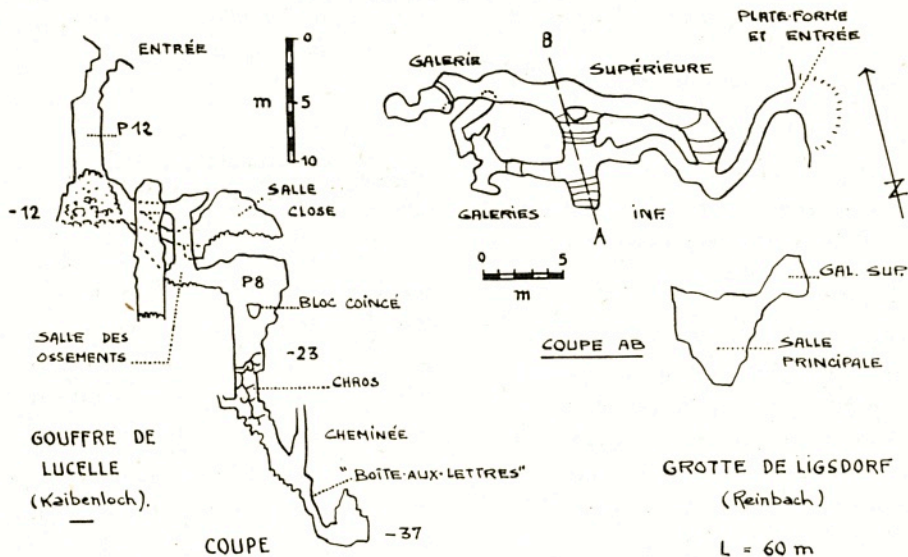 ENTRÉE
P.12
-12
0
m 5
10
SALLE
CLOSE
P8
BLOC COINCÉ
SALLE DES
OSSEMENTS
-23
CHAOS
CHEMINÉE
"BOÎTE-AUX-LETTRES"
-37
GOUFFRE DE
LUCELLE
(Kaibenloch).
COUPE
PLATE-FORME
ET ENTRÉE
B
GALERIE SUPÉRIEURE
N
GALERIES INF.
A
0 5
m
GAL. SUP.
COUPE AB
SALLE
PRINCIPALE
GROTTE DE LIGSDORF
(Reinbach)
L = 60 m